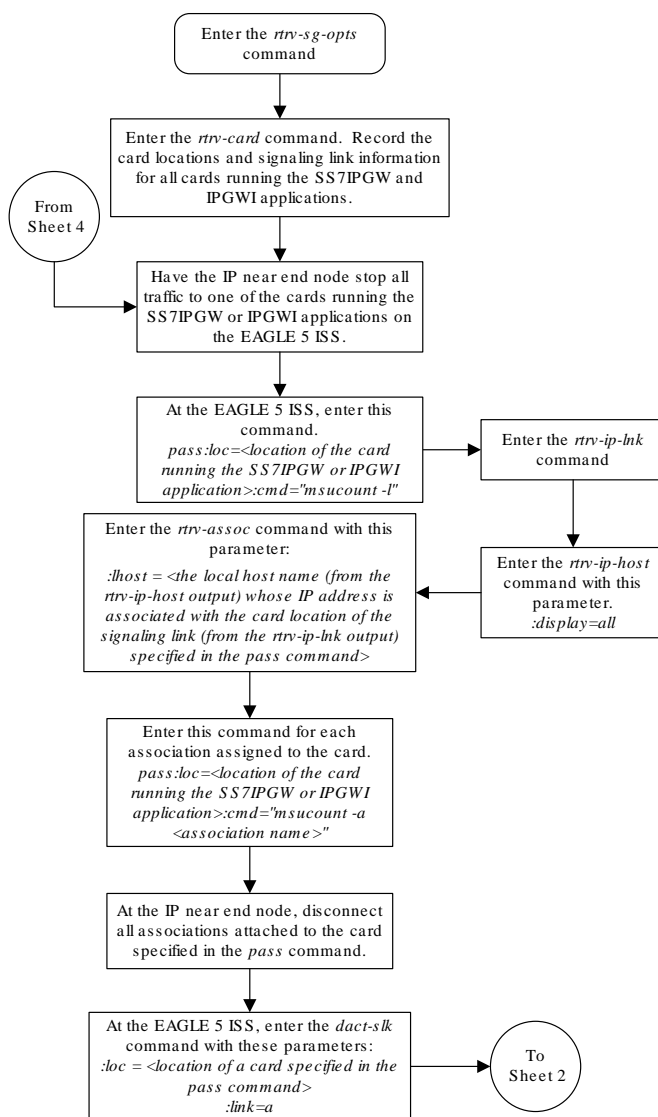 Enter the rtrv-sg-opts
command
Enter the rtrv-card command. Record the
card locations and signaling link information
for all cards running the SS7IPGW and
IPGWI applications.
From
Sheet 4
Have the IP near end node stop all
traffic to one of the cards running the
SS7IPGW or IPGWI applications on
the EAGLE 5 ISS.
At the EAGLE 5 ISS, enter this
command.
pass:loc=<location of the card
running the SS7IPGW or IPGWI
application>:cmd="msucount -l"
Enter the rtrv-ip-lnk
command
Enter the rtrv-ip-host
command with this
parameter.
:display=all
Enter the rtrv-assoc command with this
parameter:
:lhost = <the local host name (from the
rtrv-ip-host output) whose IP address is
associated with the card location of the
signaling link (from the rtrv-ip-lnk output)
specified in the pass command>
Enter this command for each
association assigned to the card.
pass:loc=<location of the card
running the SS7IPGW or IPGWI
application>:cmd="msucount -a
<association name>"
At the IP near end node, disconnect
all associations attached to the card
specified in the pass command.
At the EAGLE 5 ISS, enter the dact-slk
command with these parameters:
:loc = <location of a card specified in the
pass command>
:link=a
To
Sheet 2